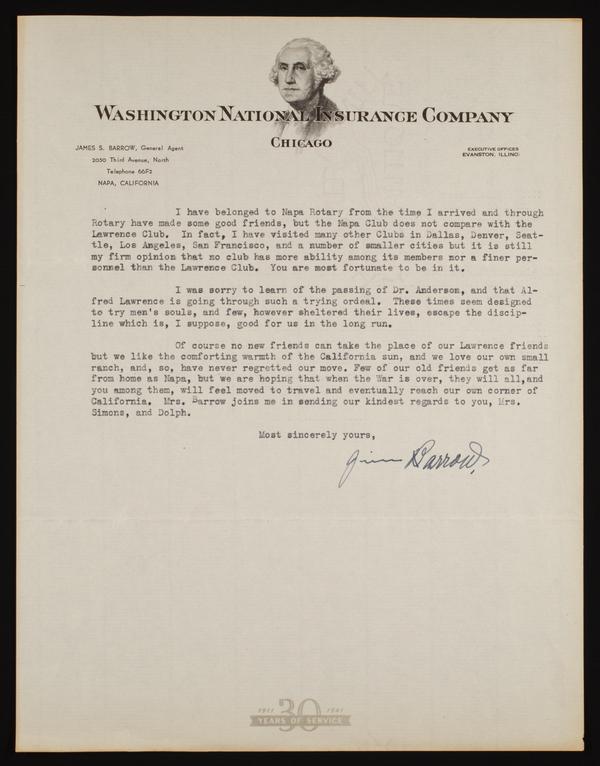 WASHINGTON NATIONAL INSURANCE COMPANY
CHICAGO
JAMES S. BARROW, General Agent
2050 Third Avenue, North
Telephone 66F2
NAPA, CALIFORNIA
EXECUTIVE OFFICES
EVANSTON, ILLINOI
I have belonged to Napa Rotary from the time I arrived and through
Rotary have made some good friends, but the Napa Club does not compare with the
Lawrence Club. In fact, I have visited many other Clubs in Dallas, Denver, Seat-
tle, Los Angeles, San Francisco, and a number of smaller cities but it is still
my firm opinion that no club has more ability among its members nor a finer per-
sonnel than the Lawrence Club. You are most fortunate to be in it.
I was sorry to learn of the passing of Dr. Anderson, and that Al-
fred Lawrence is going through such a trying ordeal. These times seem designed
to try men's souls, and few, however sheltered their lives, escape the discip-
line which is, I suppose, good for us in the long run.
Of course no new friends can take the place of our Lawrence friends
but we like the comforting warmth of the California sun, and we love our own small
ranch, and, so, have never regretted our move. Few of our old friends get as far
from home as Napa, but we are hoping that when the War is over, they will all,and
you among them, will feel moved to travel and eventually reach our own corner of
California. Mrs. Barrow joins me in sending our kindest regards to you, Mrs.
Simons, and Dolph.
Most sincerely yours,
Jim Barrow
1911 30 1941
YEARS OF SERVICE